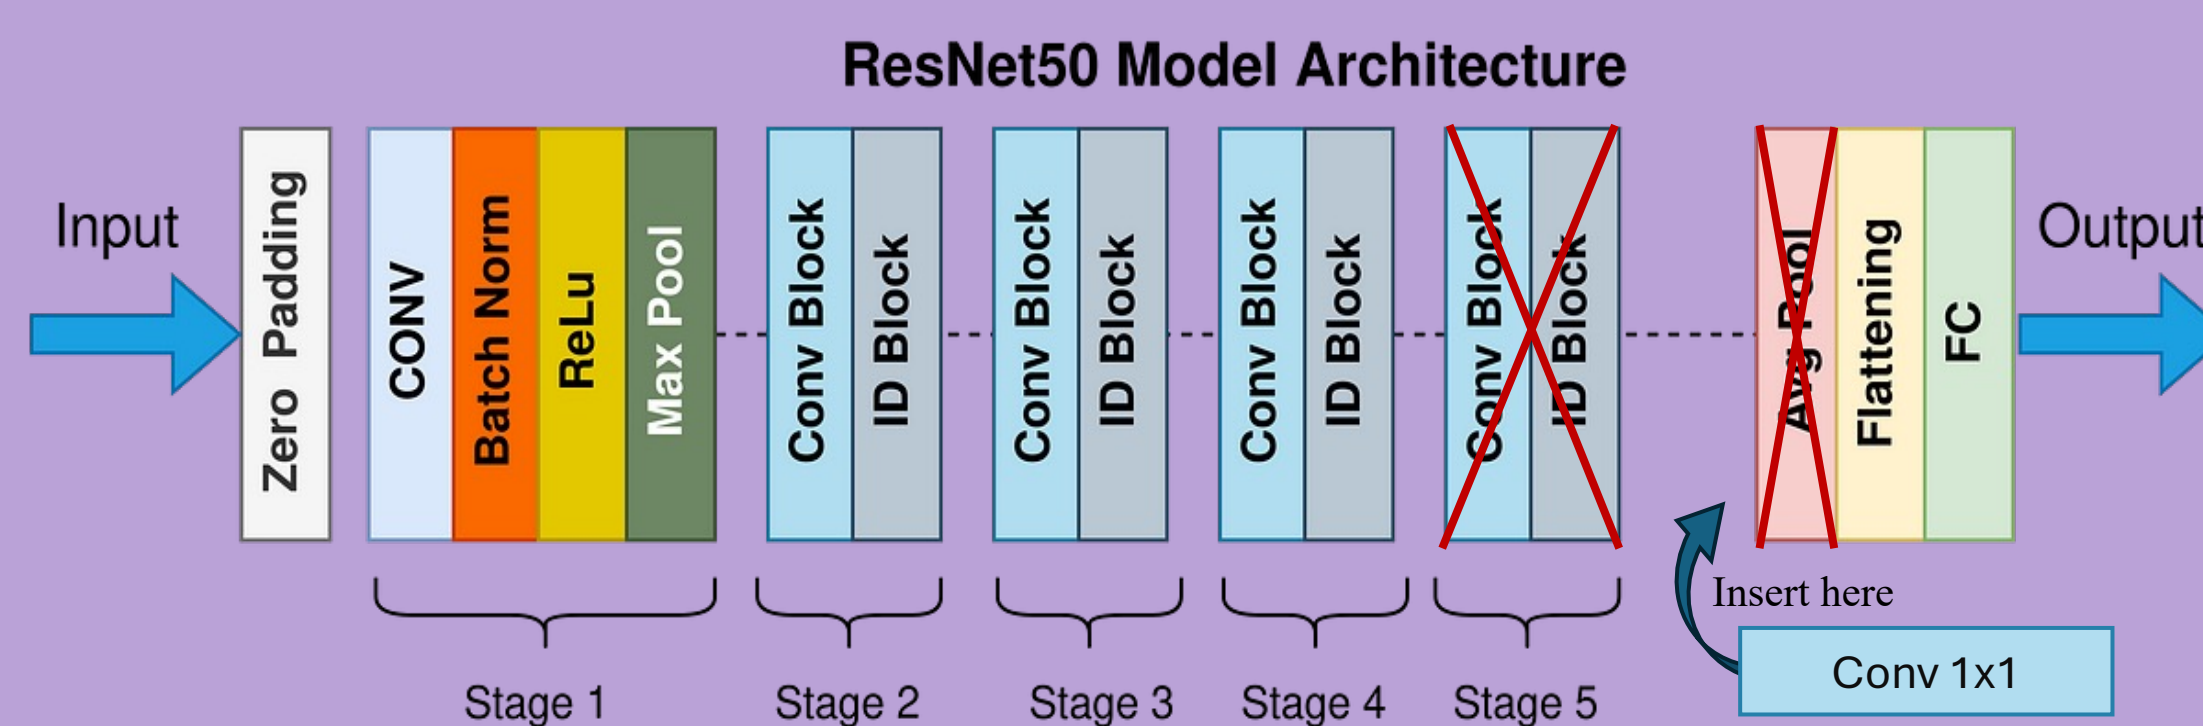 ResNet50 Model Architecture
Input
Zero Padding
CONV
Batch Norm
ReLu
Max Pool
Conv Block
ID Block
Conv Block
ID Block
Conv Block
ID Block
Conv Block
ID Block
Avg Pool
Flattening
FC
Output
Insert here
Conv 1x1
Stage 1
Stage 2
Stage 3
Stage 4
Stage 5